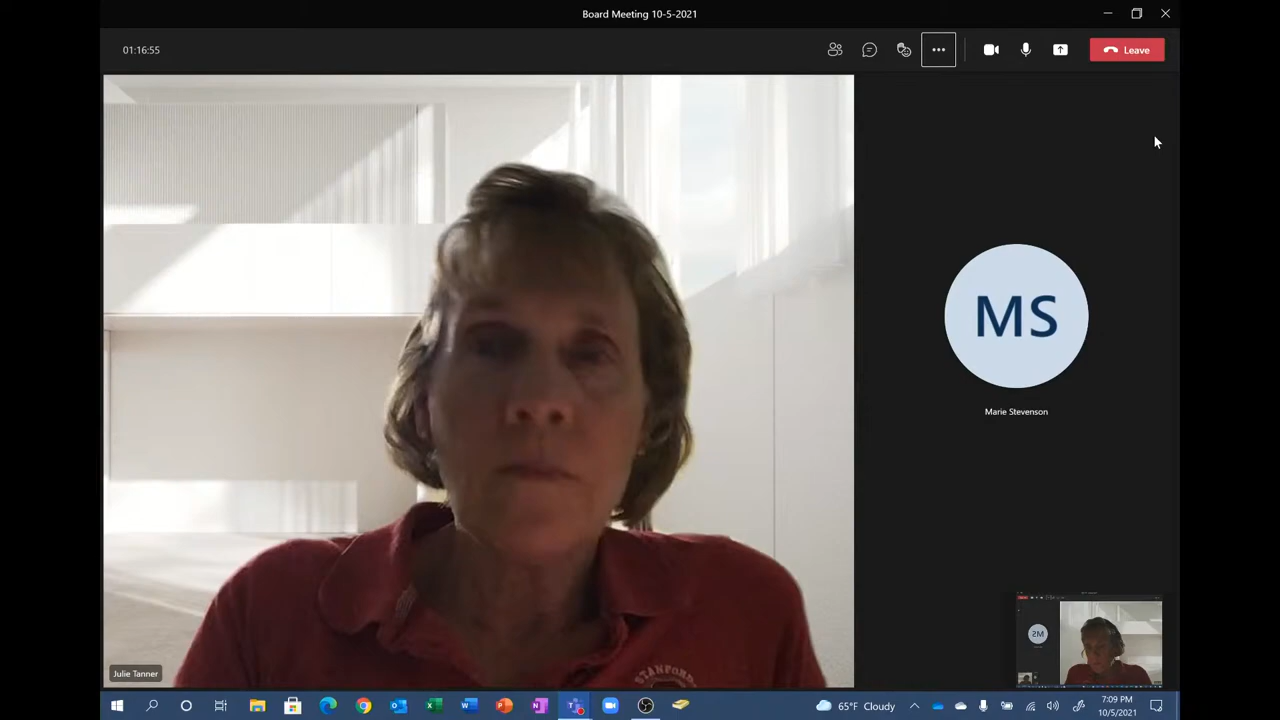 Board Meeting 10-5-2021
01:16:55
Leave
MS
Marie Stevenson
Julie Tanner
STANFORD
65°F Cloudy
7:09 PM
10/5/2021